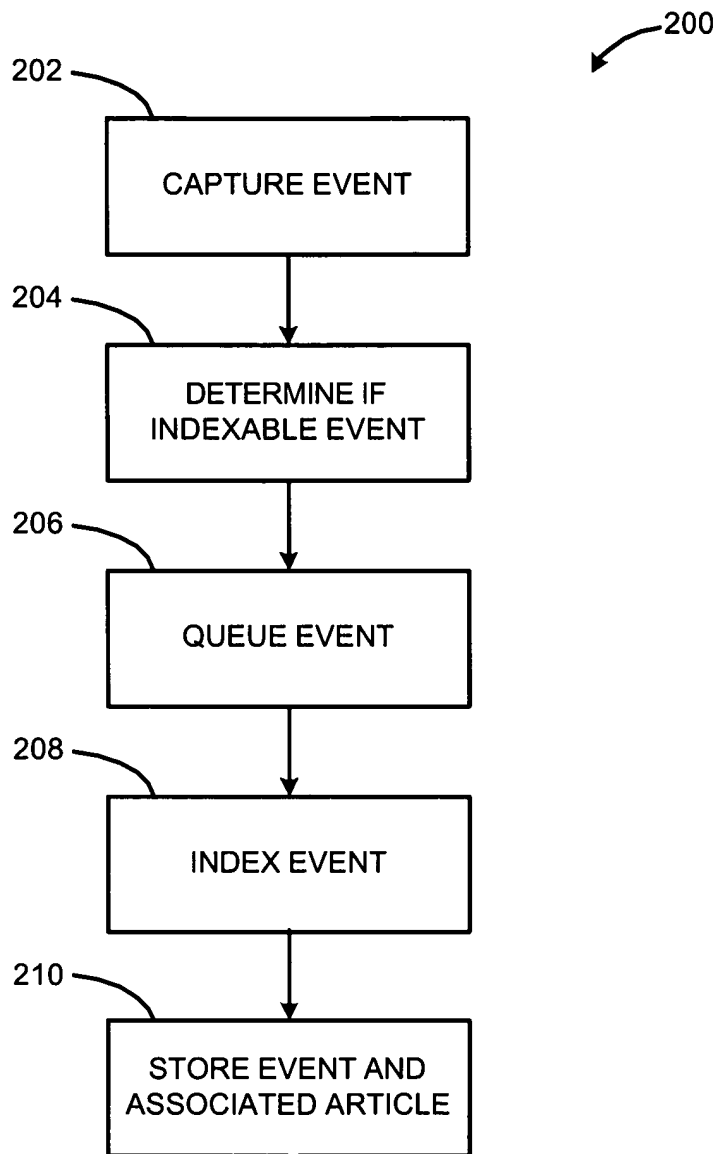 200
202
CAPTURE EVENT
204
DETERMINE IF
INDEXABLE EVENT
206
QUEUE EVENT
208
INDEX EVENT
210
STORE EVENT AND
ASSOCIATED ARTICLE